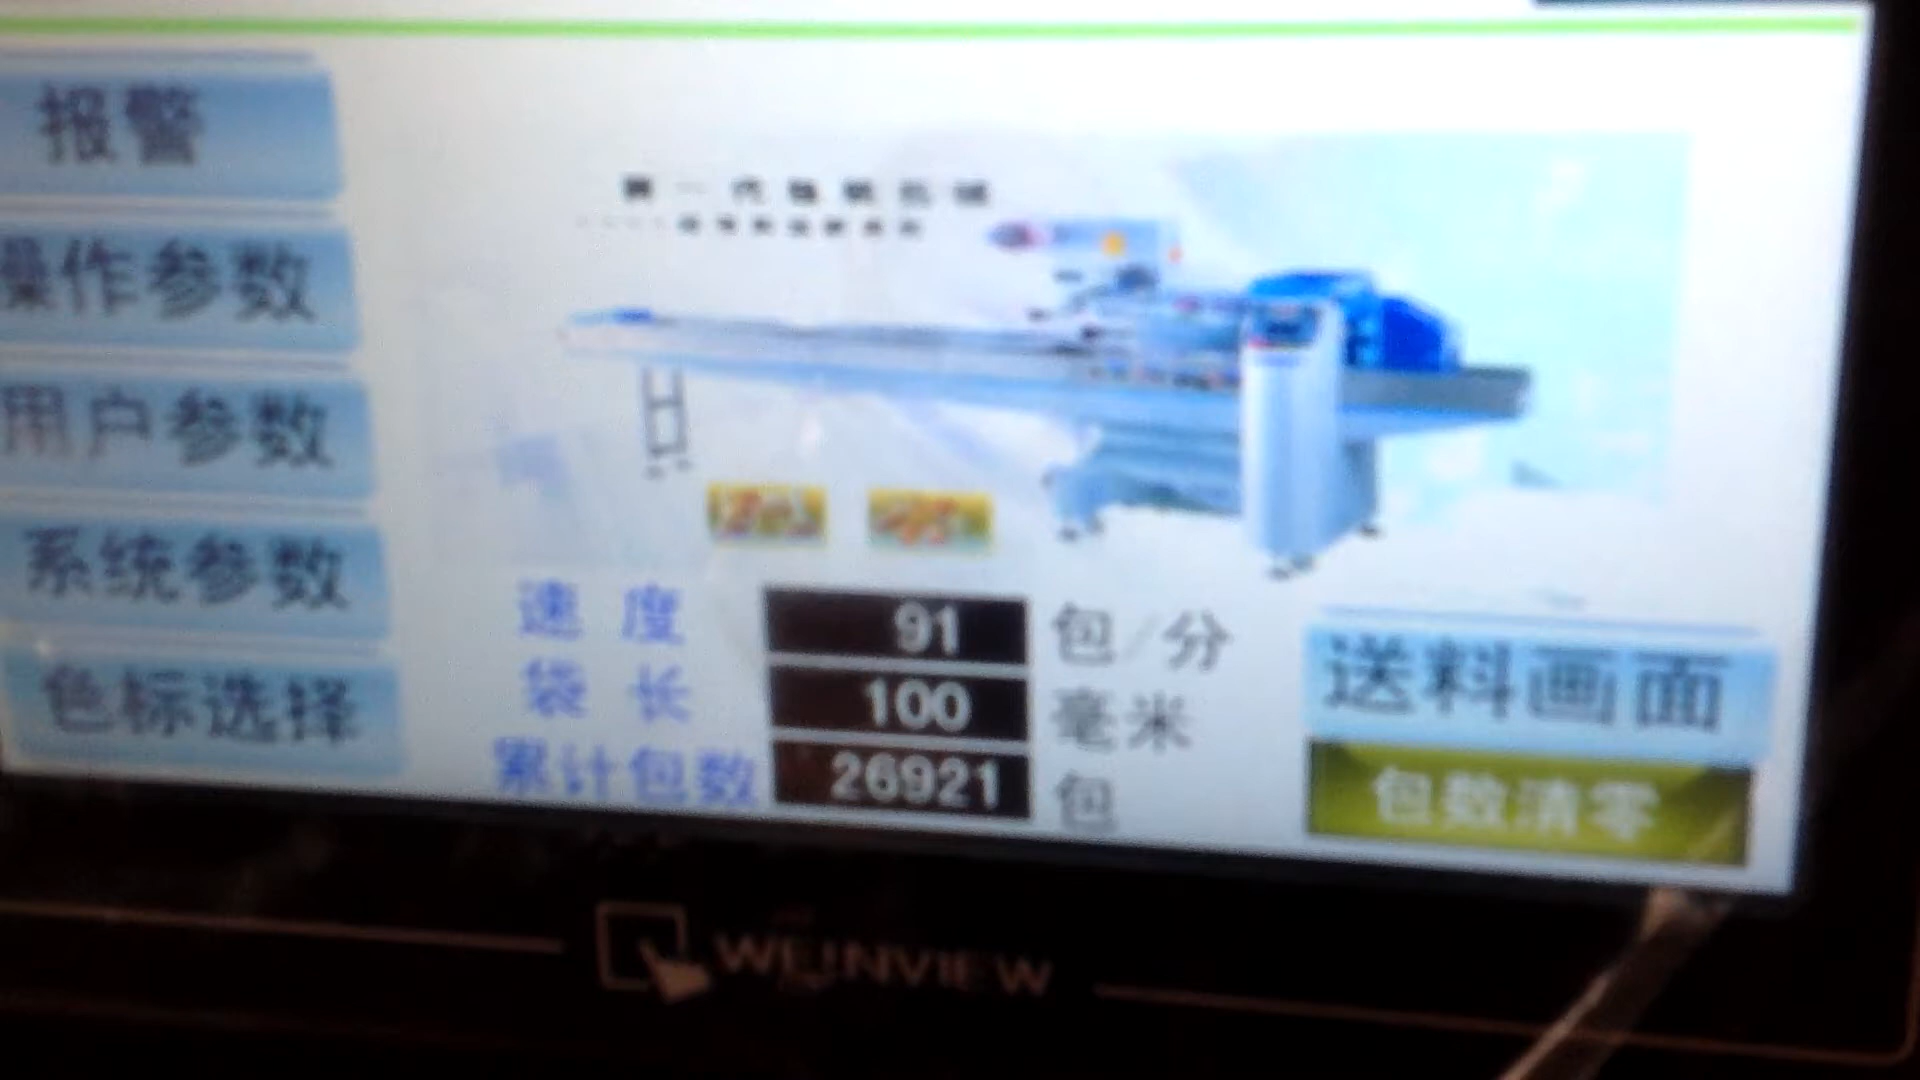 报警
操作参数
用户参数
系统参数
色标选择
速度 91 包/分
袋长 100 毫米
累计包数 26921 包
送料画面
包数清零
WEINVIEW